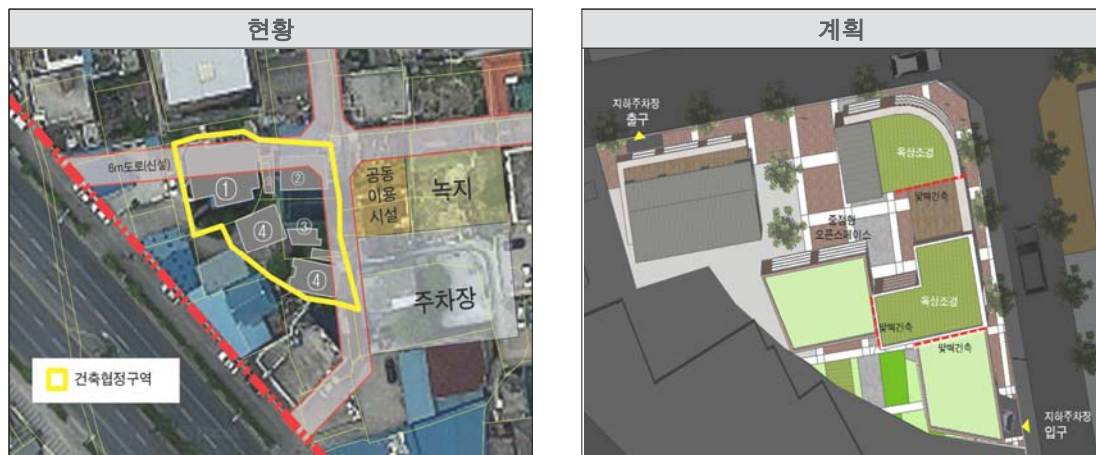 현황
6m도로(신설)
①
②
③
④
④
공동
이용
시설
녹지
주차장
건축협정구역
계획
지하주차장
출구
옥상조경
맞벽건축
중정형
오픈스페이스
옥상조경
맞벽건축
맞벽건축
지하주차장
입구